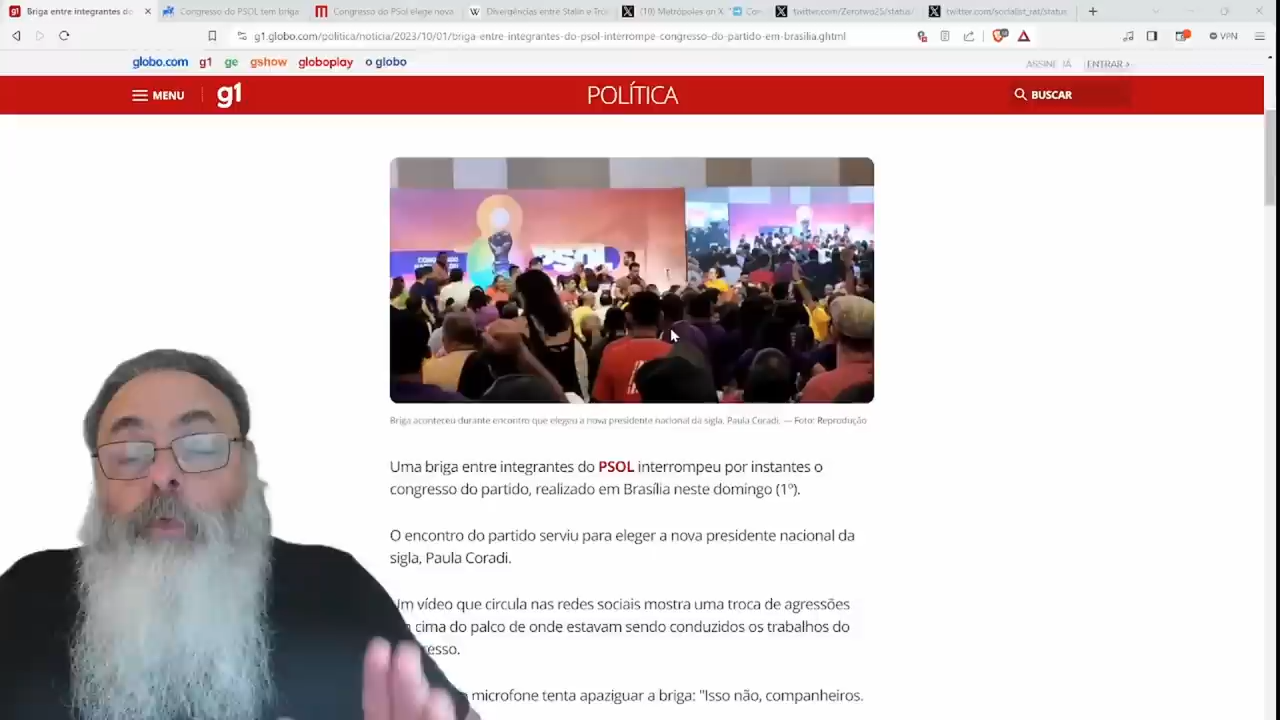 Briga entre integrantes do
Congresso do PSOL tem briga
Congresso do PSol elege nova
Divergências entre Stalin e Tró
(10) Metrópoles on X: "
twitter.com/Zerotwo25/status/
twitter.com/socialist_rat/status
g1.globo.com/politica/noticia/2023/10/01/briga-entre-integrantes-do-psol-interrompe-congresso-do-partido-em-brasilia.ghtml
VPN
globo.com g1 ge gshow globoplay o globo
ASSINE JÁ ENTRAR ›
MENU g1 POLÍTICA BUSCAR
PSOL
Briga aconteceu durante encontro que elegeu a nova presidente nacional da sigla, Paula Coradi. — Foto: Reprodução
Uma briga entre integrantes do PSOL interrompeu por instantes o
congresso do partido, realizado em Brasília neste domingo (1º).
O encontro do partido serviu para eleger a nova presidente nacional da
sigla, Paula Coradi.
Um vídeo que circula nas redes sociais mostra uma troca de agressões
cima do palco de onde estavam sendo conduzidos os trabalhos do
esso.
microfone tenta apaziguar a briga: "Isso não, companheiros.